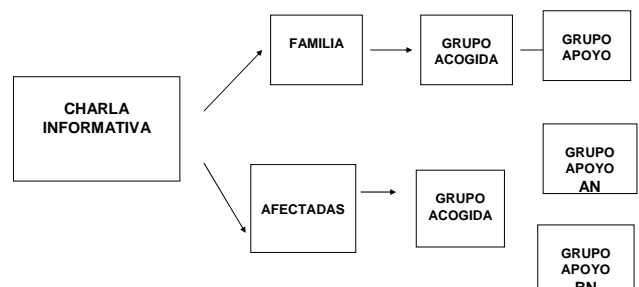 FAMILIA
GRUPO
ACOGIDA
GRUPO
APOYO
CHARLA
INFORMATIVA
GRUPO
APOYO
AN
AFECTADAS
GRUPO
ACOGIDA
GRUPO
APOYO